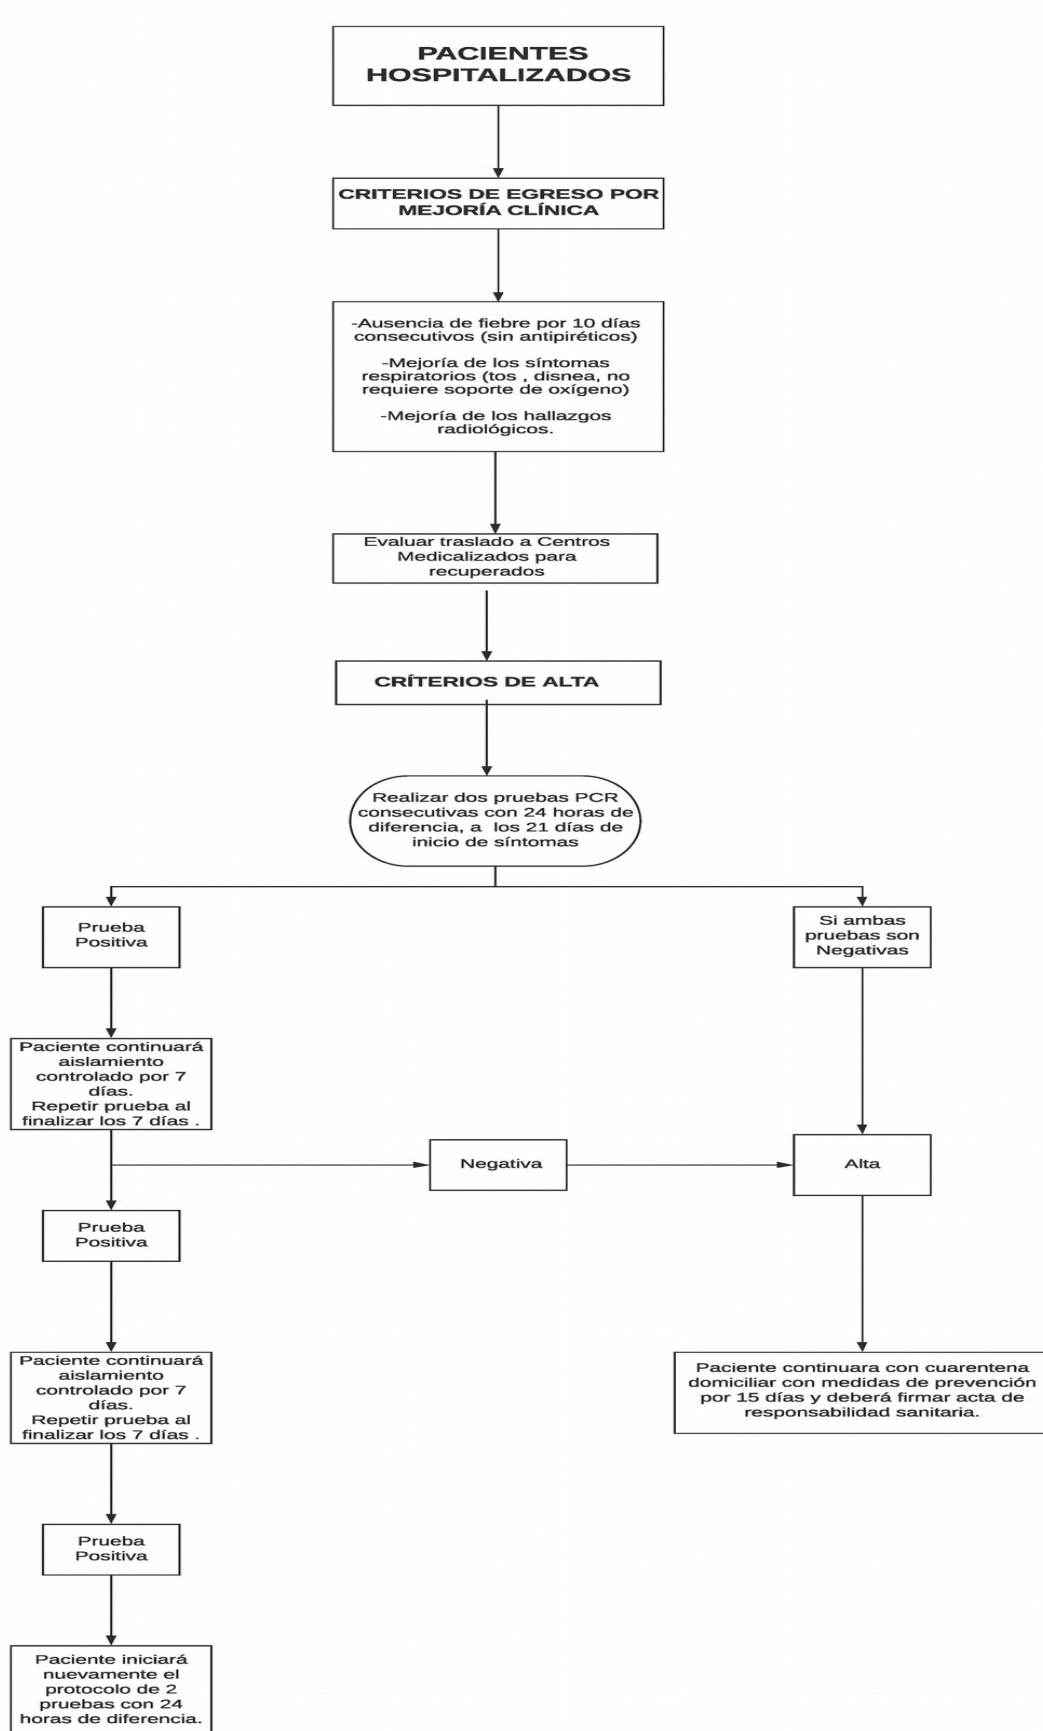 PACIENTES
HOSPITALIZADOS
CRITERIOS DE EGRESO POR
MEJORÍA CLÍNICA
-Ausencia de fiebre por 10 días
consecutivos (sin antipiréticos)
-Mejoría de los síntomas
respiratorios (tos , disnea, no
requiere soporte de oxígeno)
-Mejoría de los hallazgos
radiológicos.
Evaluar traslado a Centros
Medicalizados para
recuperados
CRÍTERIOS DE ALTA
Realizar dos pruebas PCR
consecutivas con 24 horas de
diferencia, a los 21 días de
inicio de síntomas
Prueba
Positiva
Si ambas
pruebas son
Negativas
Paciente continuará
aislamiento
controlado por 7
días.
Repetir prueba al
finalizar los 7 días .
Negativa
Alta
Prueba
Positiva
Paciente continuará
aislamiento
controlado por 7
días.
Repetir prueba al
finalizar los 7 días .
Paciente continuara con cuarentena
domiciliar con medidas de prevención
por 15 días y deberá firmar acta de
responsabilidad sanitaria.
Prueba
Positiva
Paciente iniciará
nuevamente el
protocolo de 2
pruebas con 24
horas de diferencia.